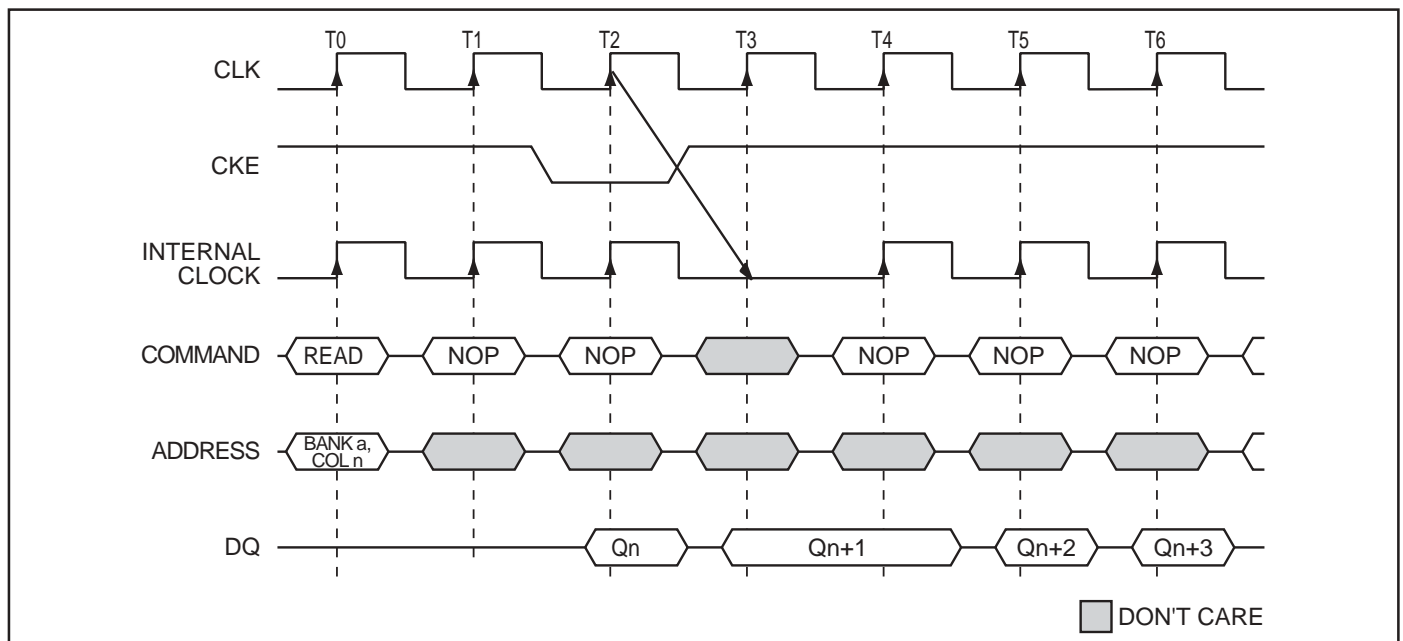 T0 T1 T2 T3 T4 T5 T6
CLK
CKE
INTERNAL
CLOCK
COMMAND READ NOP NOP NOP NOP NOP
ADDRESS BANK a,
COL n
DQ Qn Qn+1 Qn+2 Qn+3
DON'T CARE